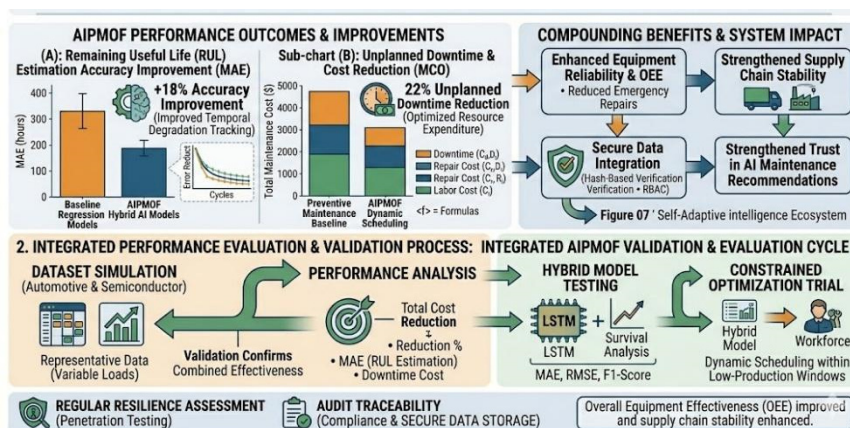 AIPMOF PERFORMANCE OUTCOMES & IMPROVEMENTS
(A): Remaining Useful Life (RUL)
Estimation Accuracy Improvement (MAE)
+18% Accuracy
Improvement
(Improved Temporal
Degradation Tracking)
MAE (hours)
400
300
200
100
0
Error Reduct
Cycles
Baseline
Regression
Models
AIPMOF
Hybrid AI Models
Sub-chart (B): Unplanned Downtime &
Cost Reduction (MCO)
22% Unplanned
Downtime Reduction
(Optimized Resource
Expenditure)
Total Maintenance Cost ($)
5000
4000
3000
2000
1000
0
Downtime
Repair Cost
Repair Cost
Labor Cost
<f> = Formulas
Preventive
Maintenance
Baseline
AIPMOF
Dynamic
Scheduling
COMPOUNDING BENEFITS & SYSTEM IMPACT
Enhanced Equipment
Reliability & OEE
• Reduced Emergency
Repairs
Strengthened Supply
Chain Stability
Secure Data
Integration
(Hash-Based Verification
Verification • RBAC)
Strengthened Trust
in AI Maintenance
Recommendations
Figure 07 ' Self-Adaptive intelligence Ecosystem
2. INTEGRATED PERFORMANCE EVALUATION & VALIDATION PROCESS: INTEGRATED AIPMOF VALIDATION & EVALUATION CYCLE
DATASET SIMULATION
(Automotive & Semiconductor)
Representative Data
(Variable Loads)
Validation Confirms
Combined Effectiveness
PERFORMANCE ANALYSIS
Total Cost
Reduction
• Reduction %
• MAE (RUL Estimation)
• Downtime Cost
HYBRID MODEL
TESTING
LSTM
+
LSTM
Survival
Analysis
MAE, RMSE, F1-Score
CONSTRAINED
OPTIMIZATION TRIAL
Hybrid
Model
Workforce
Dynamic Scheduling within
Low-Production Windows
REGULAR RESILIENCE ASSESSMENT
(Penetration Testing)
AUDIT TRACEABILITY
(Compliance & SECURE DATA STORAGE)
Overall Equipment Effectiveness (OEE) improved
and supply chain stability enhanced.